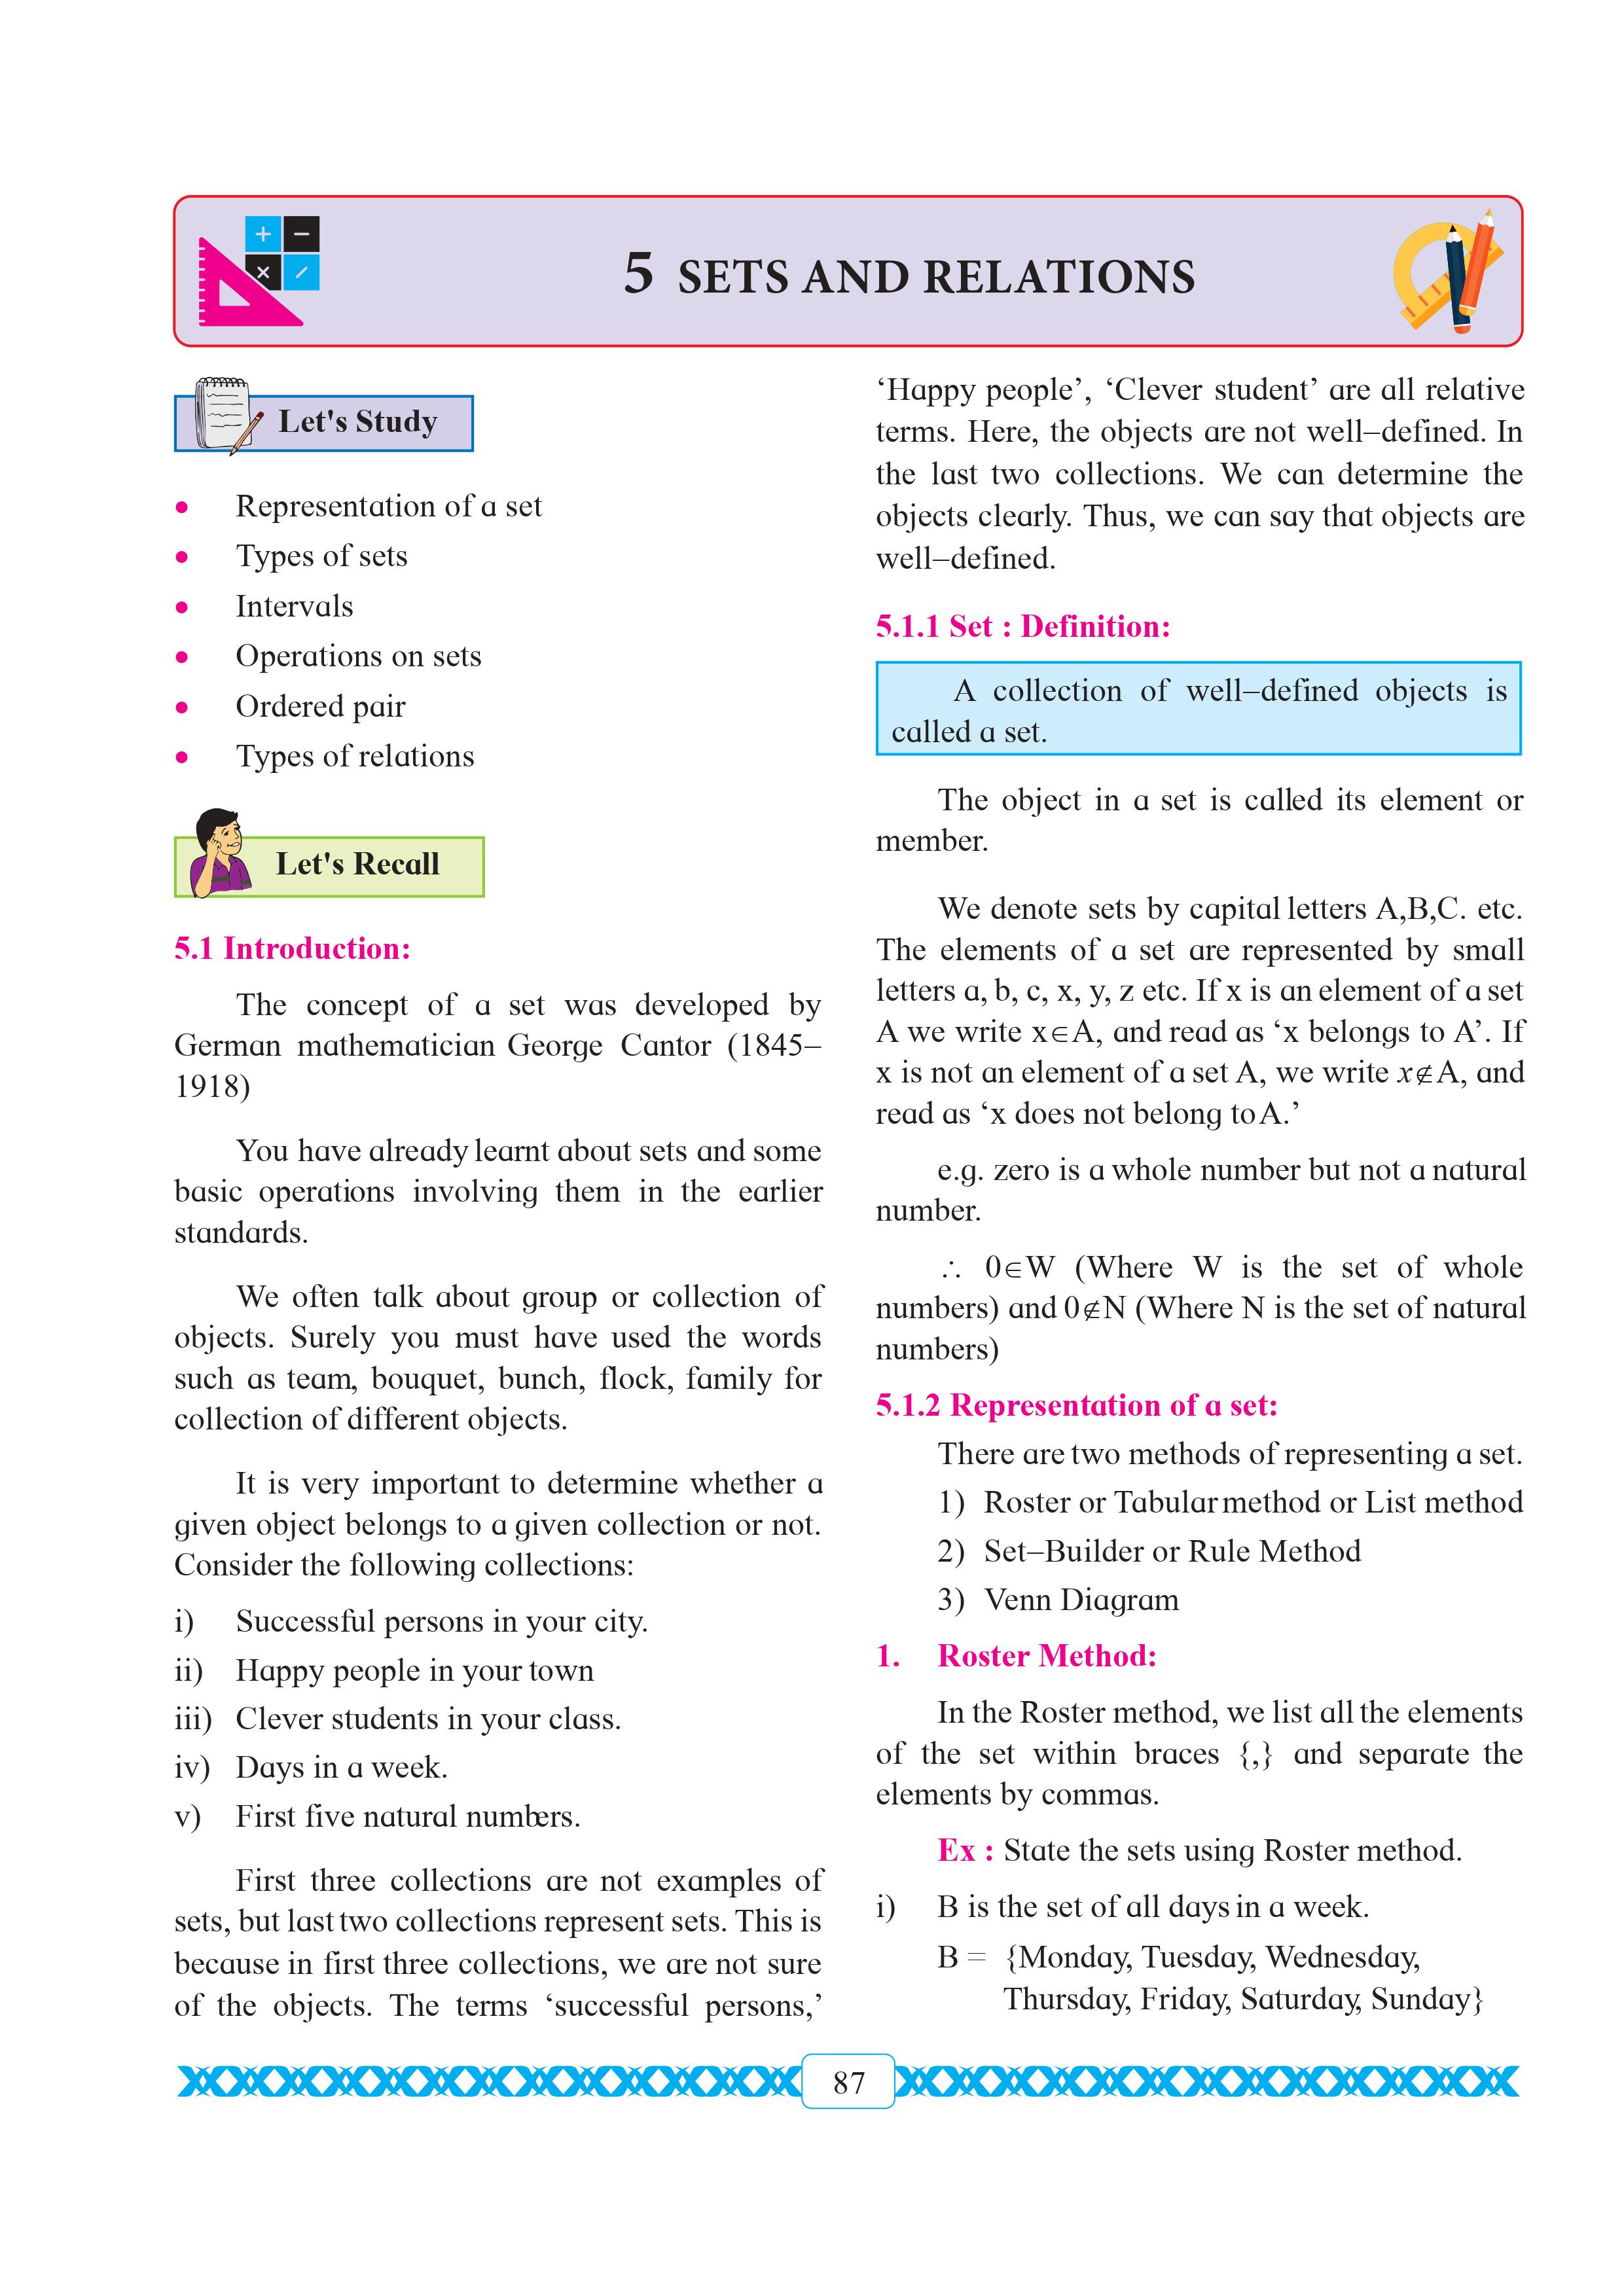 5 SETS AND RELATIONS
Let's Study
• Representation of a set
• Types of sets
• Intervals
• Operations on sets
• Ordered pair
• Types of relations
Let's Recall
5.1 Introduction:
The concept of a set was developed by
German mathematician George Cantor (1845–
1918)
You have already learnt about sets and some
basic operations involving them in the earlier
standards.
We often talk about group or collection of
objects. Surely you must have used the words
such as team, bouquet, bunch, flock, family for
collection of different objects.
It is very important to determine whether a
given object belongs to a given collection or not.
Consider the following collections:
i) Successful persons in your city.
ii) Happy people in your town
iii) Clever students in your class.
iv) Days in a week.
v) First five natural numbers.
First three collections are not examples of
sets, but last two collections represent sets. This is
because in first three collections, we are not sure
of the objects. The terms ‘successful persons,’
‘Happy people’, ‘Clever student’ are all relative
terms. Here, the objects are not well–defined. In
the last two collections. We can determine the
objects clearly. Thus, we can say that objects are
well–defined.
5.1.1 Set : Definition:
A collection of well–defined objects is
called a set.
The object in a set is called its element or
member.
We denote sets by capital letters A,B,C. etc.
The elements of a set are represented by small
letters a, b, c, x, y, z etc. If x is an element of a set
A we write x∈A, and read as ‘x belongs to A’. If
x is not an element of a set A, we write x∉A, and
read as ‘x does not belong to A.’
e.g. zero is a whole number but not a natural
number.
∴ 0∈W (Where W is the set of whole
numbers) and 0∉N (Where N is the set of natural
numbers)
5.1.2 Representation of a set:
There are two methods of representing a set.
1) Roster or Tabular method or List method
2) Set–Builder or Rule Method
3) Venn Diagram
1. Roster Method:
In the Roster method, we list all the elements
of the set within braces {,} and separate the
elements by commas.
Ex : State the sets using Roster method.
i) B is the set of all days in a week.
B = {Monday, Tuesday, Wednesday,
Thursday, Friday, Saturday, Sunday}
87